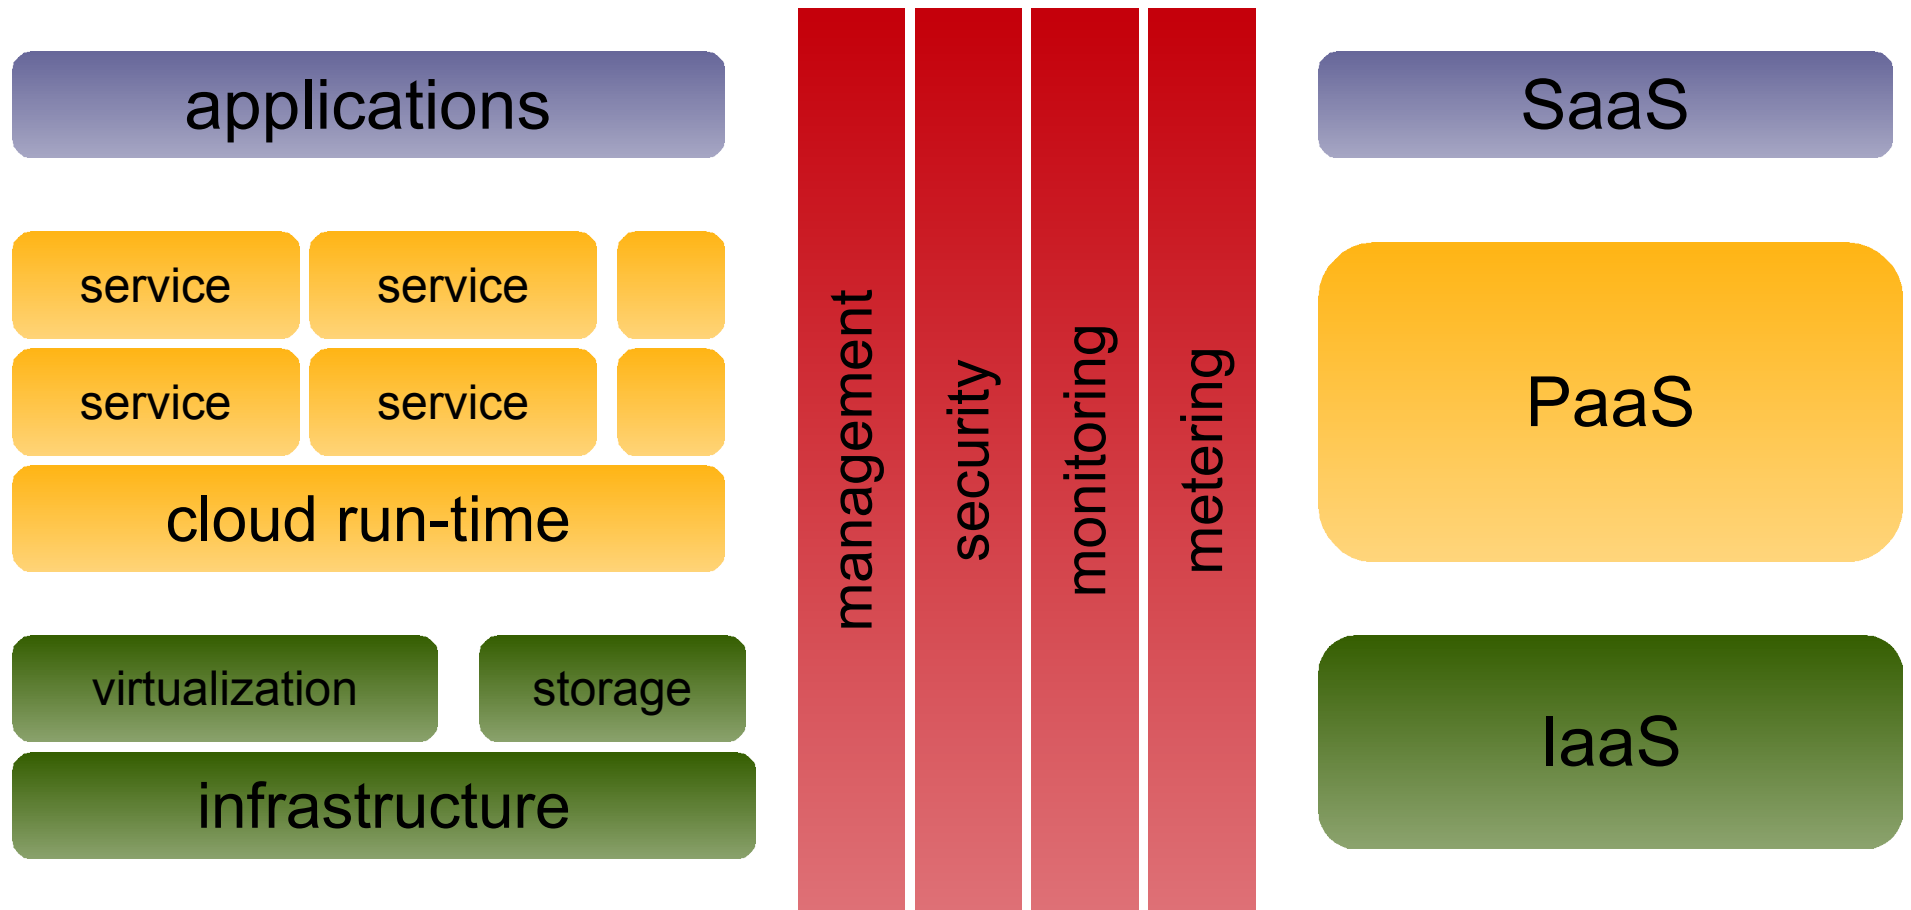 applications
service
service
service
service
cloud run-time
virtualization
storage
infrastructure
management
security
monitoring
metering
SaaS
PaaS
IaaS